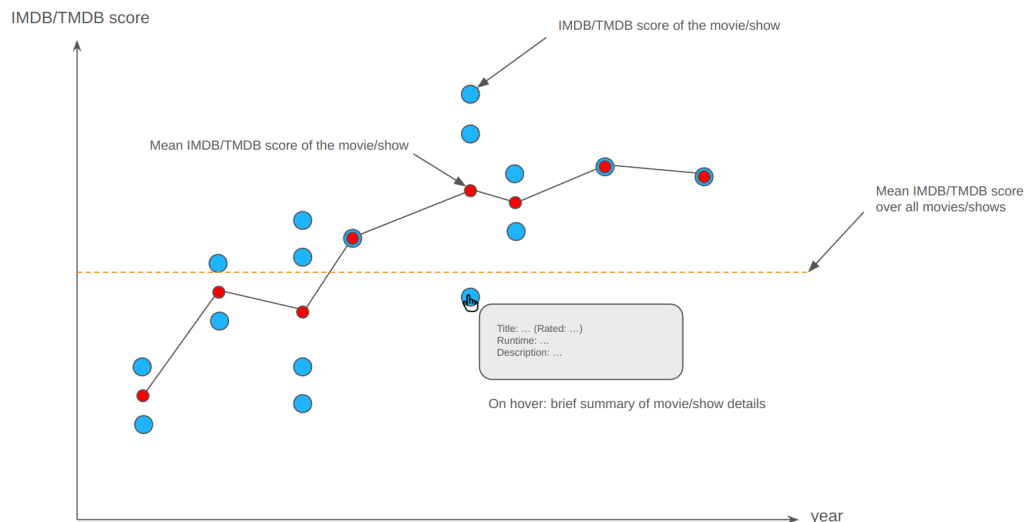 IMDB/TMDB score
IMDB/TMDB score of the movie/show
Mean IMDB/TMDB score of the movie/show
Mean IMDB/TMDB score
over all movies/shows
Title: ... (Rated: ...)
Runtime: ...
Description: ...
On hover: brief summary of movie/show details
year